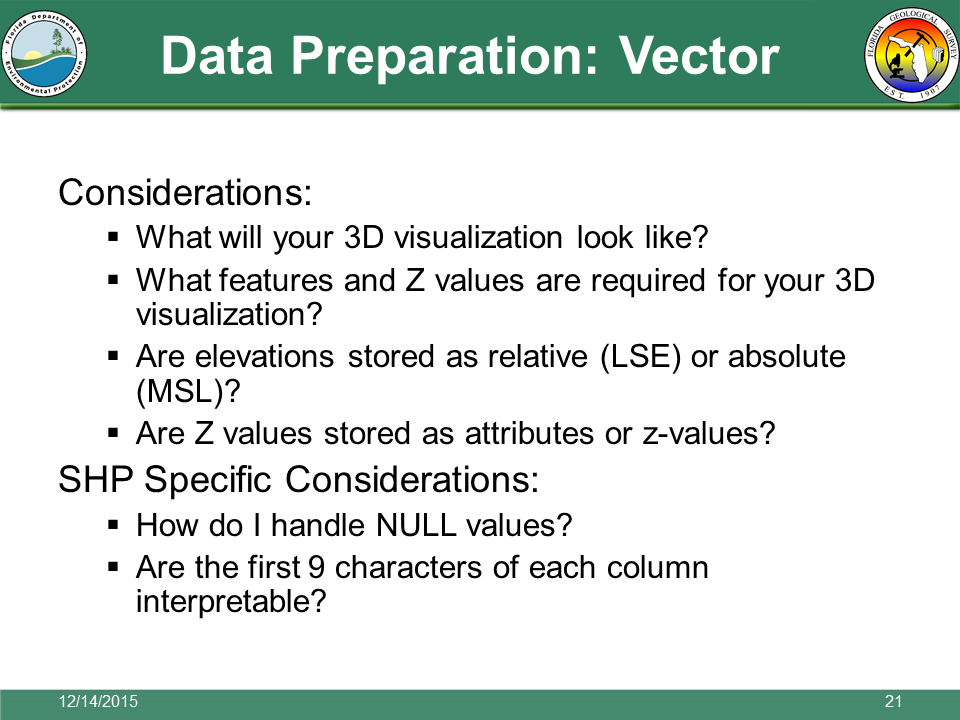 Florida Department of Environmental Protection
Data Preparation: Vector
FLORIDA GEOLOGICAL SURVEY
EST. 1907
Considerations:
▪ What will your 3D visualization look like?
▪ What features and Z values are required for your 3D
visualization?
▪ Are elevations stored as relative (LSE) or absolute
(MSL)?
▪ Are Z values stored as attributes or z-values?
SHP Specific Considerations:
▪ How do I handle NULL values?
▪ Are the first 9 characters of each column
interpretable?
12/14/2015
21